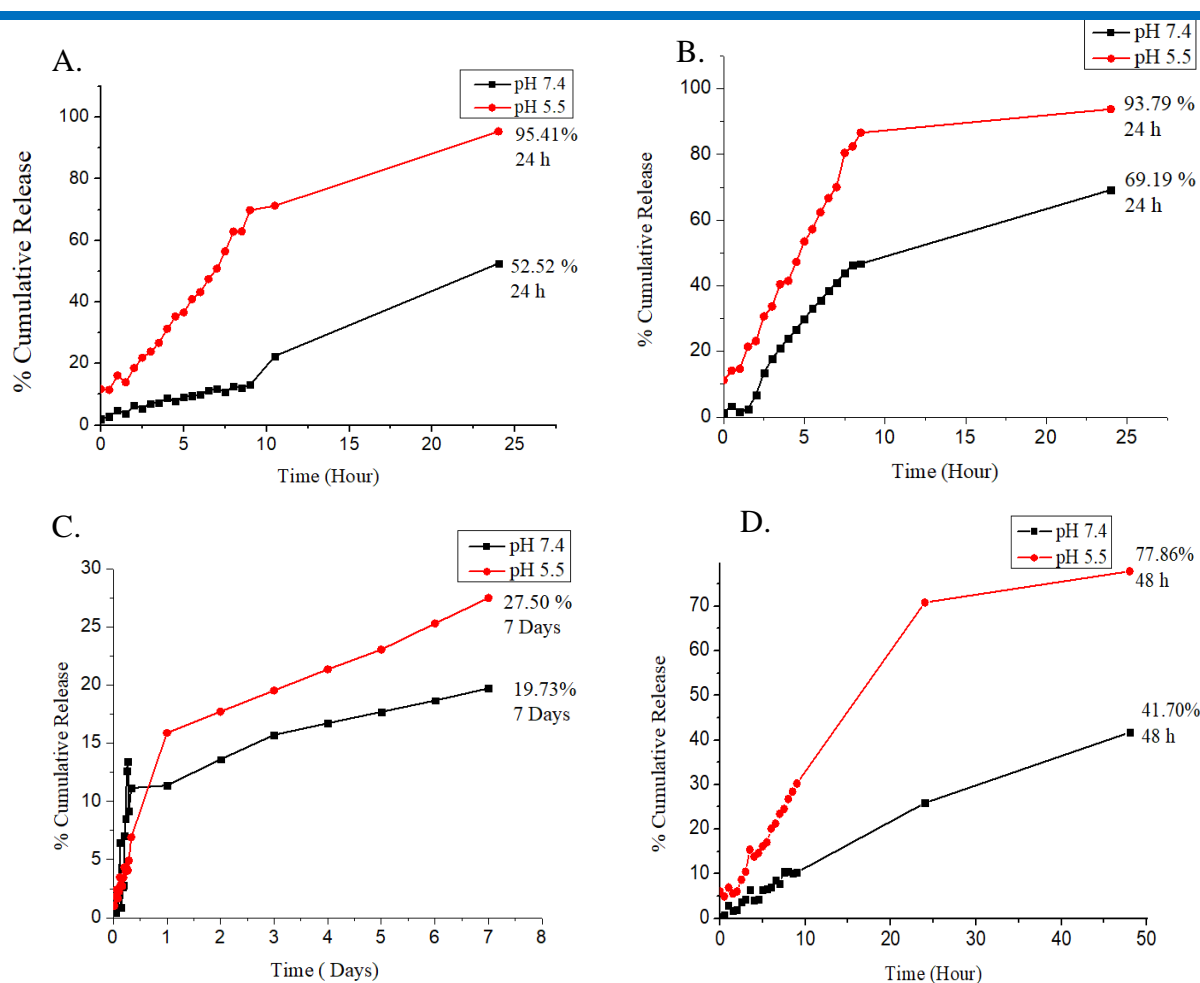 A.
pH 7.4
pH 5.5
100
80
60
40
20
0
% Cumulative Release
95.41%
24 h
52.52 %
24 h
0
5
10
15
20
25
Time (Hour)
B.
pH 7.4
pH 5.5
100
80
60
40
20
0
% Cumulative Release
93.79 %
24 h
69.19 %
24 h
0
5
10
15
20
25
Time (Hour)
C.
pH 7.4
pH 5.5
30
25
20
15
10
5
0
% Cumulative Release
27.50 %
7 Days
19.73%
7 Days
0
1
2
3
4
5
6
7
8
Time ( Days)
D.
pH 7.4
pH 5.5
70
60
50
40
30
20
10
0
% Cumulative Release
77.86%
48 h
41.70%
48 h
0
10
20
30
40
50
Time (Hour)